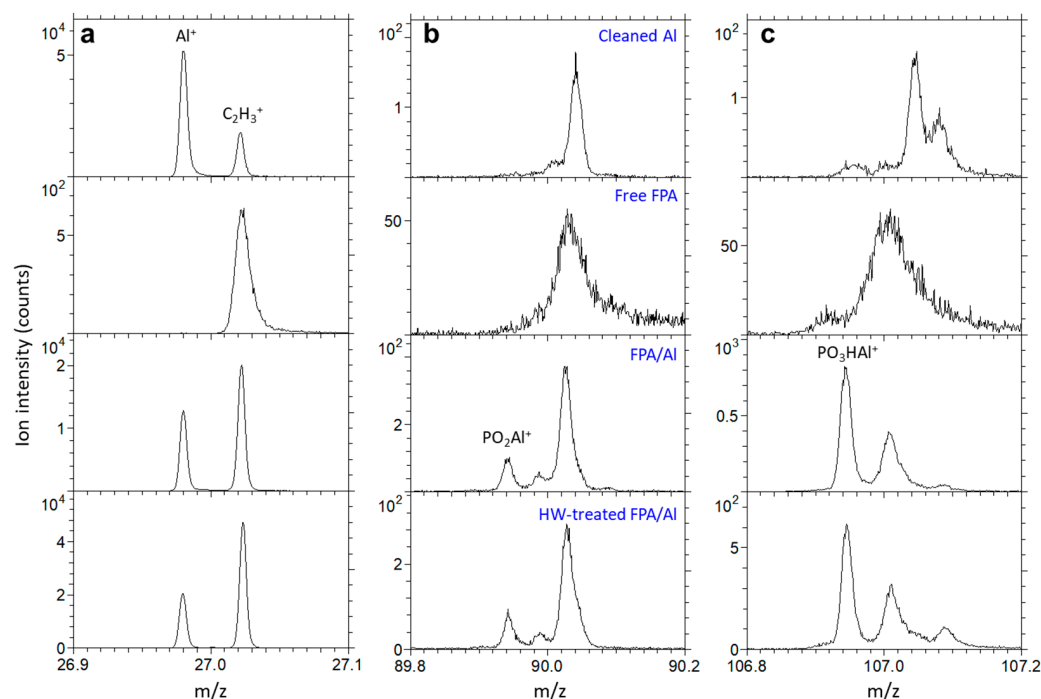 a
10⁴
Al⁺
5
C₂H₃⁺
b
10²
Cleaned Al
1
c
10²
1
10²
5
Free FPA
50
50
Ion intensity (counts)
10⁴
2
1
10²
FPA/Al
2
PO₂Al⁺
10³
PO₃HAl⁺
0.5
10⁴
4
2
0
26.9 27.0 27.1
m/z
10²
HW-treated FPA/Al
2
0
89.8 90.0 90.2
m/z
10²
5
0
106.8 107.0 107.2
m/z